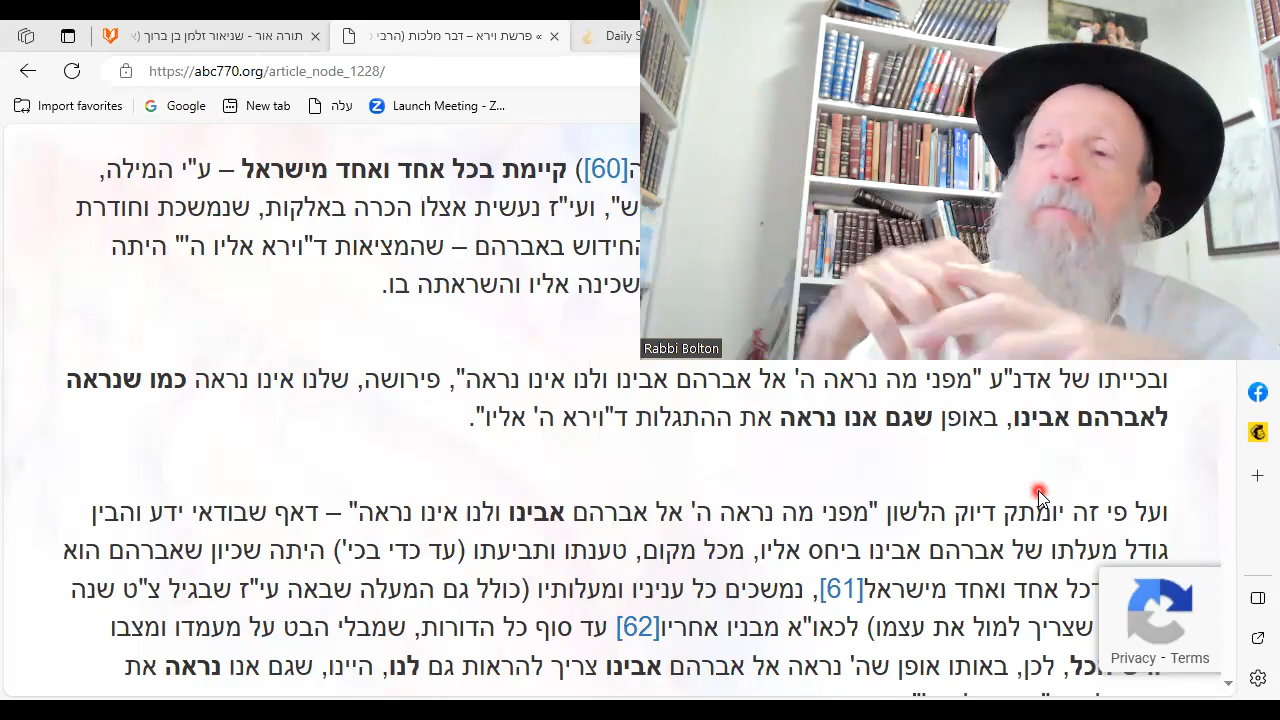 תורה אור - שניאור זלמן בן ברוך (א
» פרשת וירא – דבר מלכות (הרבי
Daily S
https://abc770.org/article_node_1228/
Import favorites Google New tab עלה Launch Meeting - Z...
ה[60]) קיימת בכל אחד ואחד מישראל – ע"י המילה,
ש", ועי"ז נעשית אצלו הכרה באלקות, שנמשכת וחודרת
החידוש באברהם – שהמציאות ד"וירא אליו ה'" היתה
שכינה אליו והשראתה בו.
Rabbi Bolton
ובכייתו של אדנ"ע "מפני מה נראה ה' אל אברהם אבינו ולנו אינו נראה", פירושה, שלנו אינו נראה כמו שנראה
לאברהם אבינו, באופן שגם אנו נראה את ההתגלות ד"וירא ה' אליו".
ועל פי זה יומתק דיוק הלשון "מפני מה נראה ה' אל אברהם אבינו ולנו אינו נראה" – דאף שבודאי ידע והבין
גודל מעלתו של אברהם אבינו ביחס אליו, מכל מקום, טענתו ותביעתו (עד כדי בכי') היתה שכיון שאברהם הוא
דכל אחד ואחד מישראל[61], נמשכים כל עניניו ומעלותיו (כולל גם המעלה שבאה עי"ז שבגיל צ"ט שנה
שצריך למול את עצמו) לכאו"א מבניו אחריו[62] עד סוף כל הדורות, שמבלי הבט על מעמדו ומצבו
הכל, לכן, באותו אופן שה' נראה אל אברהם אבינו צריך להראות גם לנו, היינו, שגם אנו נראה את
Privacy - Terms